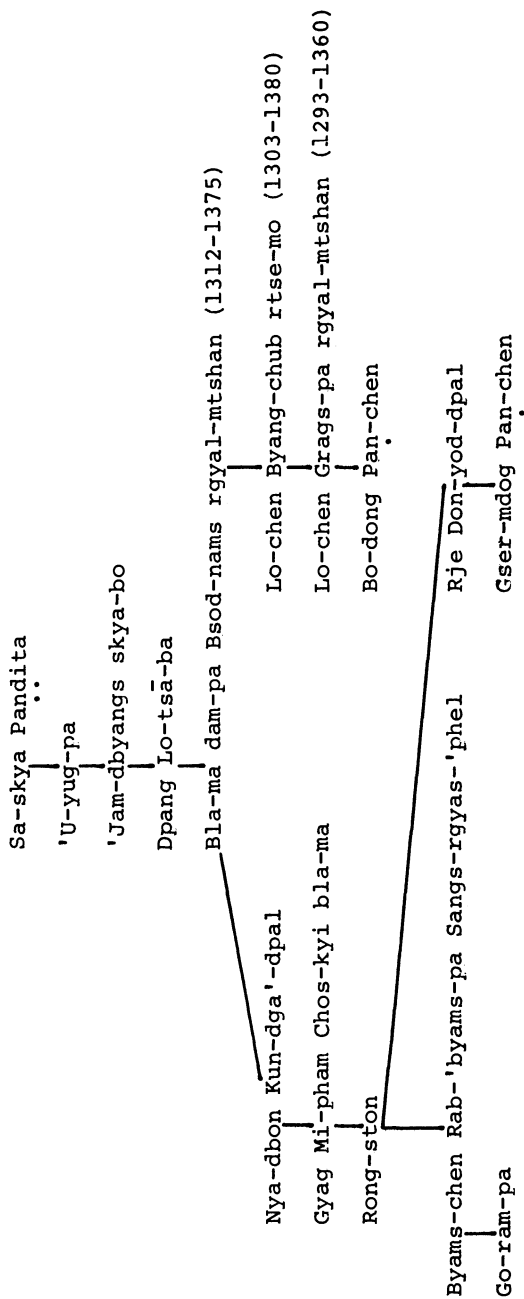 Sa-skya Paṇḍita
'U-yug-pa
'Jam-dbyangs skya-bo
Dpang Lo-tsā-ba
Bla-ma dam-pa Bsod-nams rgyal-mtshan (1312-1375)
Nya-dbon Kun-dga'-dpal
Lo-chen Byang-chub rtse-mo (1303-1380)
Gyag Mi-pham Chos-kyi bla-ma
Lo-chen Grags-pa rgyal-mtshan (1293-1360)
Rong-ston
Bo-dong Paṇ-chen
Byams-chen Rab-'byams-pa Sangs-rgyas-'phel
Rje Don-yod-dpal
Go-ram-pa
Gser-mdog Paṇ-chen